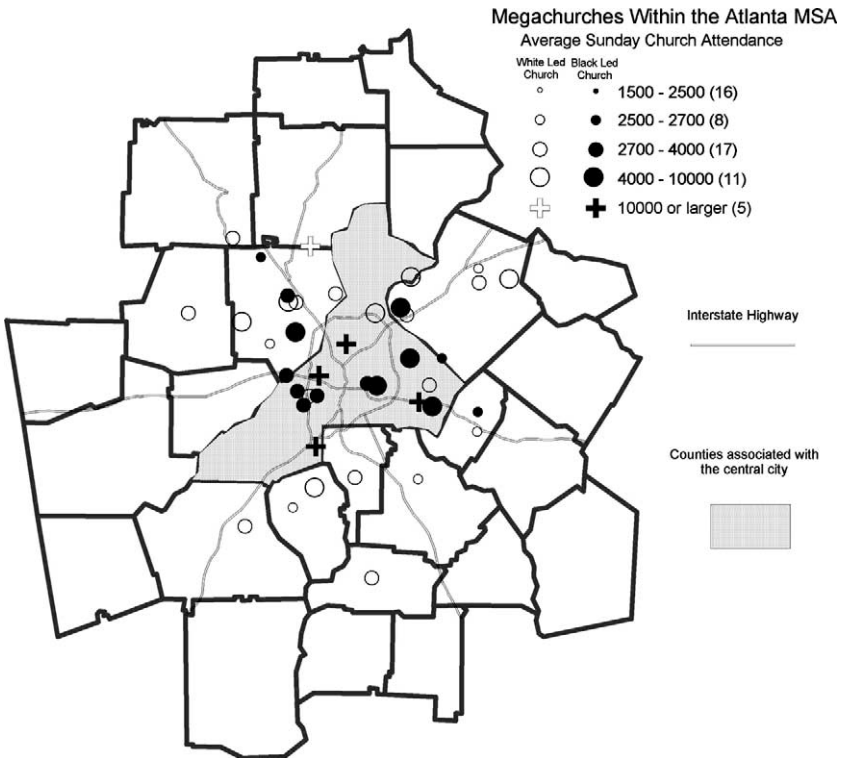 Megachurches Within the Atlanta MSA
Average Sunday Church Attendance
White Led Black Led
Church Church
1500 - 2500 (16)
2500 - 2700 (8)
2700 - 4000 (17)
4000 - 10000 (11)
10000 or larger (5)
Interstate Highway
Counties associated with
the central city